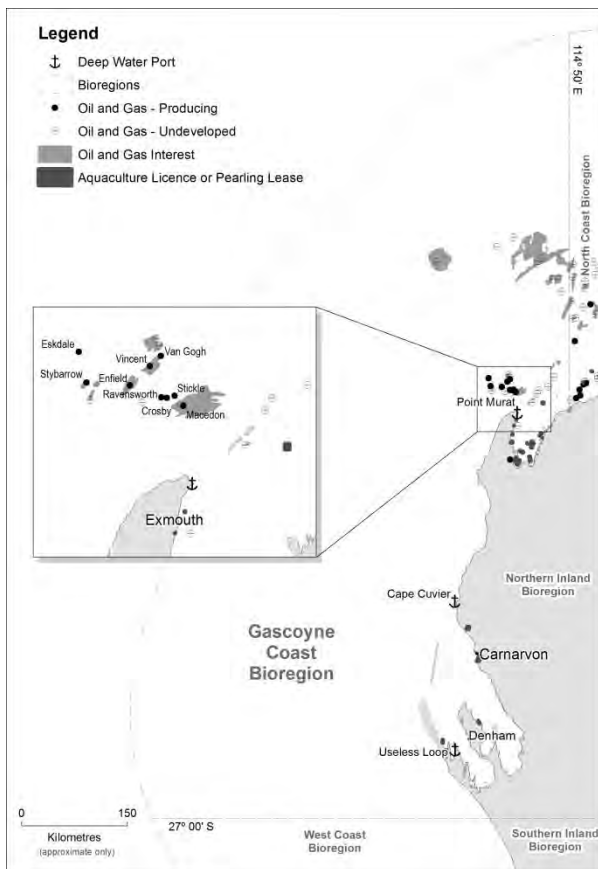 Legend
Deep Water Port
Bioregions
Oil and Gas - Producing
Oil and Gas - Undeveloped
Oil and Gas Interest
Aquaculture Licence or Pearling Lease
114° 50' E
North Coast Bioregion
Eskdale
Van Gogh
Vincent
Stybarrow
Enfield
Stickle
Ravensworth
Crosby
Macedon
Exmouth
Point Murat
Northern Inland
Bioregion
Cape Cuvier
Carnarvon
Gascoyne
Coast
Bioregion
Denham
Useless Loop
0 150
Kilometres
(approximate only)
27° 00' S
West Coast
Bioregion
Southern Inland
Bioregion